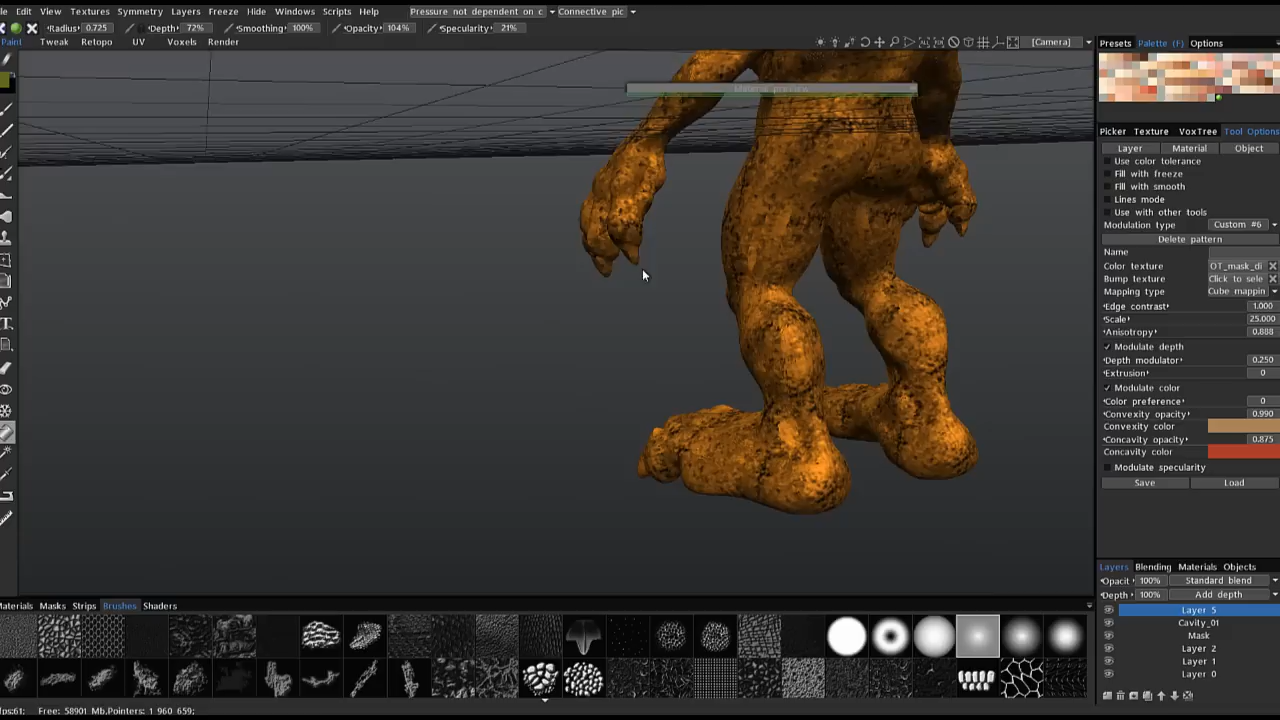 le Edit View Textures Symmetry Layers Freeze Hide Windows Scripts Help Pressure not dependent on c Connective pic
Radius 0.725 Depth 72% Smoothing 100% Opacity 104% Specularity 21%
Paint Tweak Retopo UV Voxels Render [Camera] Presets Palette (F) Options
Material preview
Picker Texture VoxTree Tool Options
Layer Material Object
Use color tolerance
Fill with freeze
Fill with smooth
Lines mode
Use with other tools
Modulation type Custom #6
Delete pattern
Name
Color texture OT_mask_di
Bump texture Click to sele
Mapping type Cube mappin
Edge contrast 1.000
Scale 25.000
Anisotropy 0.888
Modulate depth
Depth modulator 0.250
Extrusion 0
Modulate color
Color preference 0
Convexity opacity 0.990
Convexity color
Concavity opacity 0.875
Concavity color
Modulate specularity
Save Load
Layers Blending Materials Objects
Opacit 100% Standard blend
Depth 100% Add depth
Layer 5
Cavity_01
Mask
Layer 2
Layer 1
Layer 0
aterials Masks Strips Brushes Shaders
fps:61; Free: 58901 Mb,Pointers: 1 960 659;